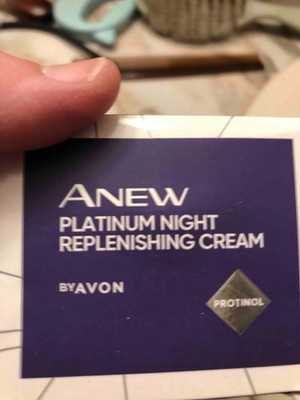 ANEW
PLATINUM NIGHT
REPLENISHING CREAM
BY AVON
PROTINOL